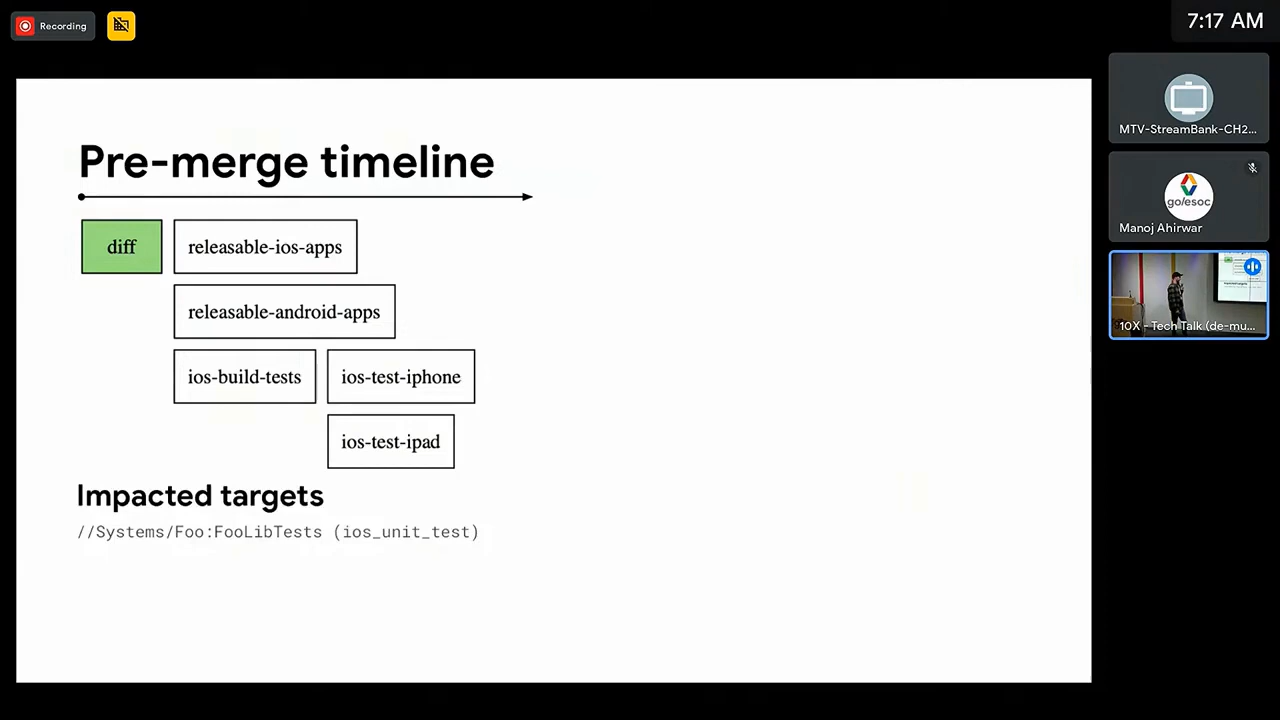 Recording
7:17 AM
MTV-StreamBank-CH2...
go/esoc
Manoj Ahirwar
10X - Tech Talk (de-mu...
Pre-merge timeline
diff
releasable-ios-apps
releasable-android-apps
ios-build-tests
ios-test-iphone
ios-test-ipad
Impacted targets
//Systems/Foo:FooLibTests (ios_unit_test)